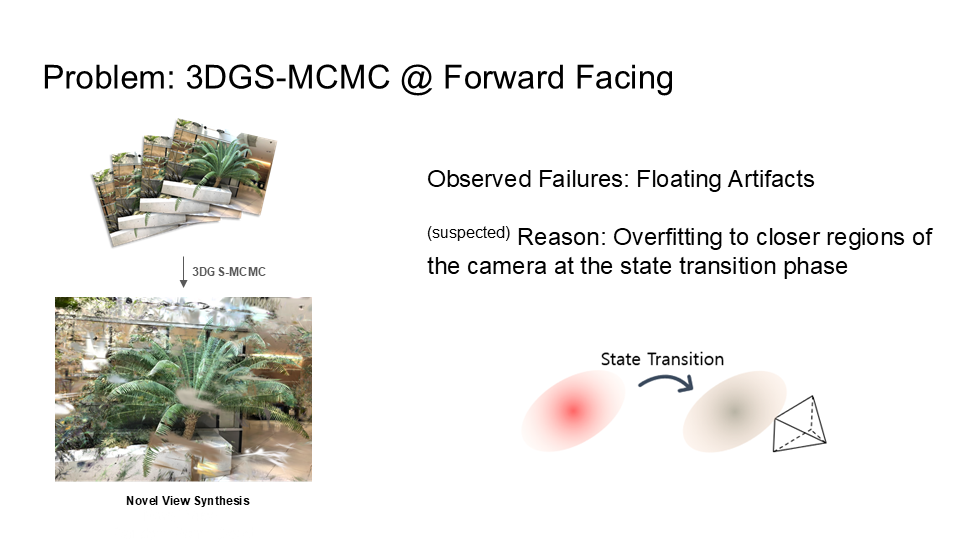 Problem: 3DGS-MCMC @ Forward Facing
Observed Failures: Floating Artifacts
(suspected) Reason: Overfitting to closer regions of
the camera at the state transition phase
3DG S-MCMC
State Transition
Novel View Synthesis